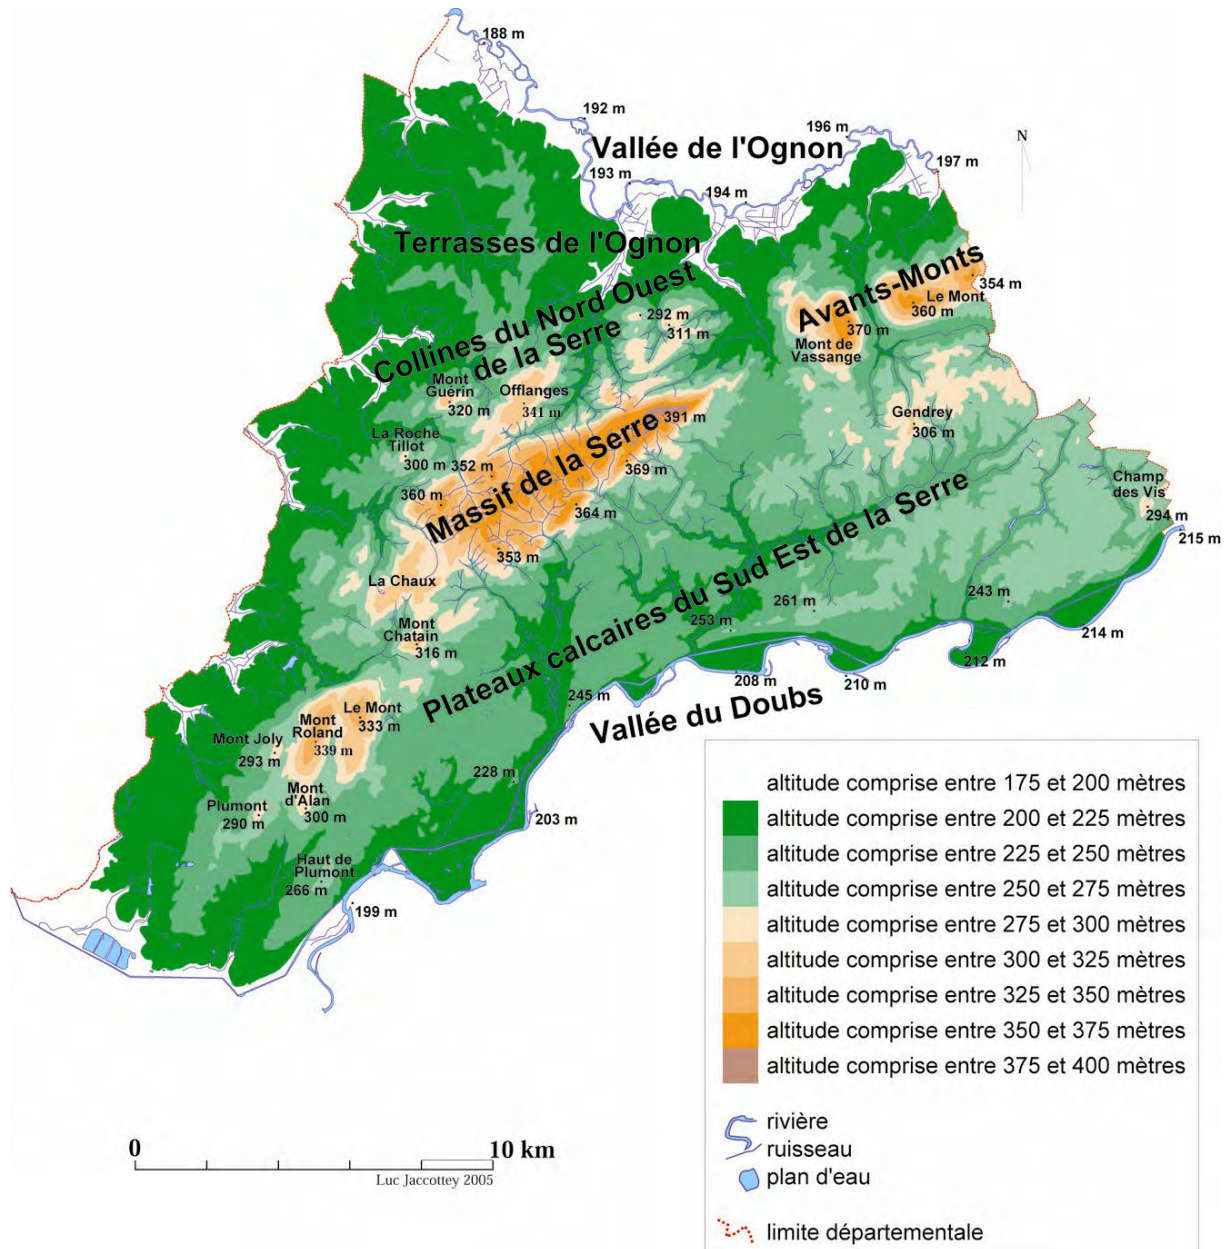 188 m
192 m
Vallée de l'Ognon
196 m
N
197 m
193 m
194 m
Terrasses de l'Ognon
Avants-Monts
354 m
Le Mont
360 m
Collines du Nord Ouest
de la Serre
292 m
311 m
370 m
Mont de
Vassange
Mont
Guérin
320 m
Offlanges
341 m
391 m
Gendrey
306 m
La Roche
Tillot
300 m
352 m
Massif de la Serre
369 m
360 m
364 m
Champ
des Vis
294 m
215 m
353 m
La Chaux
Plateaux calcaires du Sud Est de la Serre
261 m
243 m
253 m
214 m
Mont
Chatain
316 m
212 m
208 m
210 m
245 m
Vallée du Doubs
Le Mont
333 m
Mont
Roland
339 m
Mont Joly
293 m
228 m
Mont
d'Alan
300 m
Plumont
290 m
203 m
Haut de
Plumont
266 m
199 m
altitude comprise entre 175 et 200 mètres
altitude comprise entre 200 et 225 mètres
altitude comprise entre 225 et 250 mètres
altitude comprise entre 250 et 275 mètres
altitude comprise entre 275 et 300 mètres
altitude comprise entre 300 et 325 mètres
altitude comprise entre 325 et 350 mètres
altitude comprise entre 350 et 375 mètres
altitude comprise entre 375 et 400 mètres
rivière
ruisseau
plan d'eau
limite départementale
0 10 km
Luc Jaccottey 2005